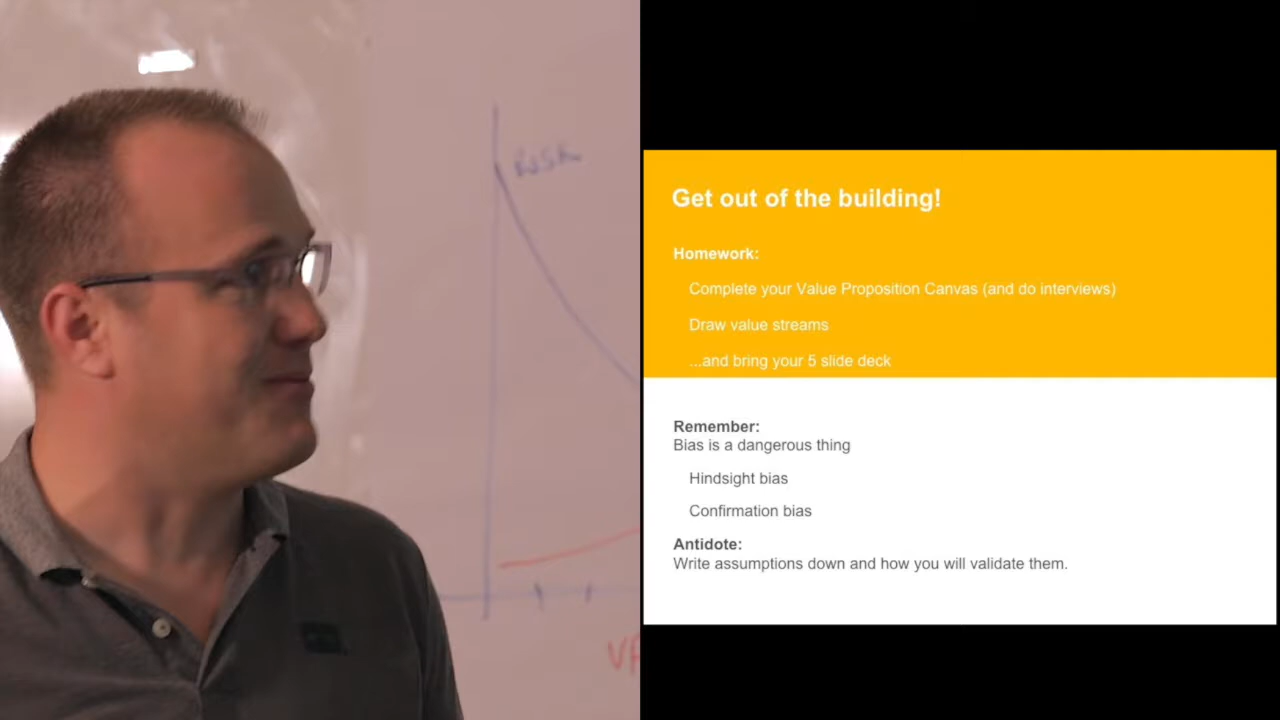 RISK
Get out of the building!
Homework:
Complete your Value Proposition Canvas (and do interviews)
Draw value streams
...and bring your 5 slide deck
Remember:
Bias is a dangerous thing
Hindsight bias
Confirmation bias
Antidote:
Write assumptions down and how you will validate them.